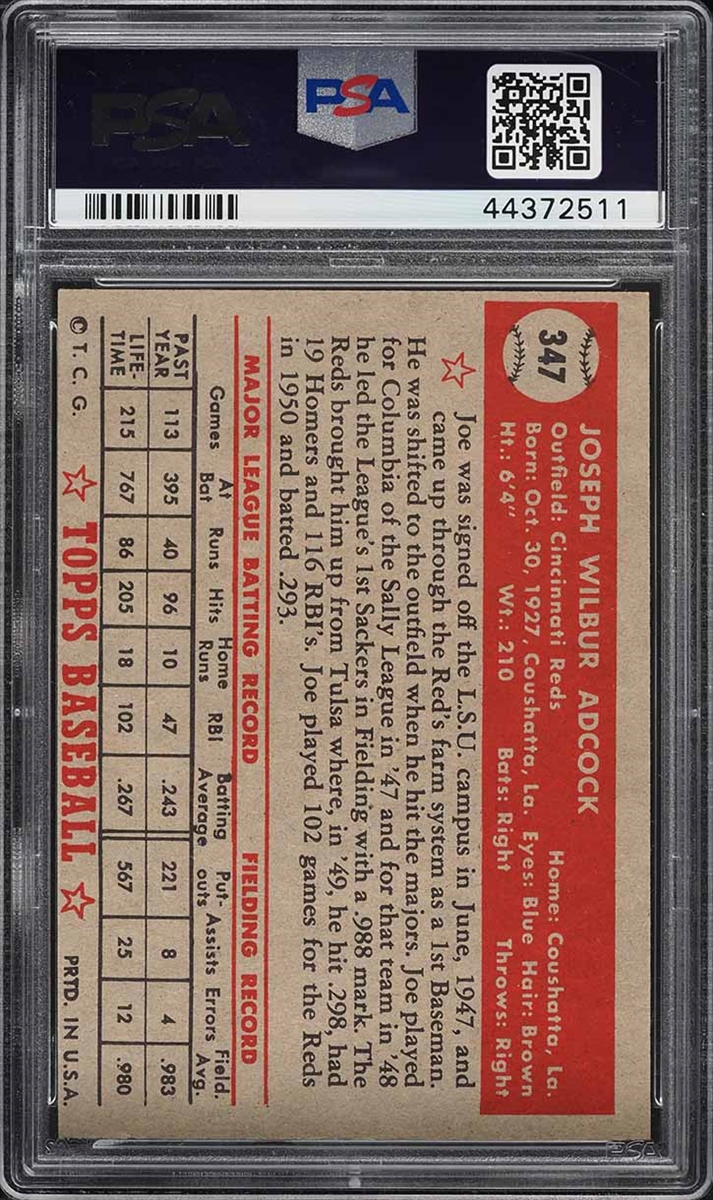 PSA
PSA
44372511
347
JOSEPH WILBUR ADCOCK
Outfield: Cincinnati Reds Home: Coushatta, La.
Born: Oct. 30, 1927, Coushatta, La. Eyes: Blue Hair: Brown
Ht.: 6'4" Wt.: 210 Bats: Right Throws: Right
Joe was signed off the L.S.U. campus in June, 1947, and
came up through the Red's farm system as a 1st Baseman.
He was shifted to the outfield when he hit the majors. Joe played
for Columbia of the Sally League in '47 and for that team in '48
he led the League's 1st Sackers in Fielding with a .988 mark. The
Reds brought him up from Tulsa where, in '49, he hit .298, had
19 Homers and 116 RBI's. Joe played 102 games for the Reds
in 1950 and batted .293.
MAJOR LEAGUE BATTING RECORD FIELDING RECORD
Games At Bat Runs Hits Home Runs RBI Batting Average Put-outs Assists Errors Field. Avg.
PAST YEAR 113 395 40 96 10 47 .243 221 8 4 .983
LIFE-TIME 215 767 86 205 18 102 .267 567 25 12 .980
© T. C. G. TOPPS BASEBALL PRTD. IN U.S.A.
PSA